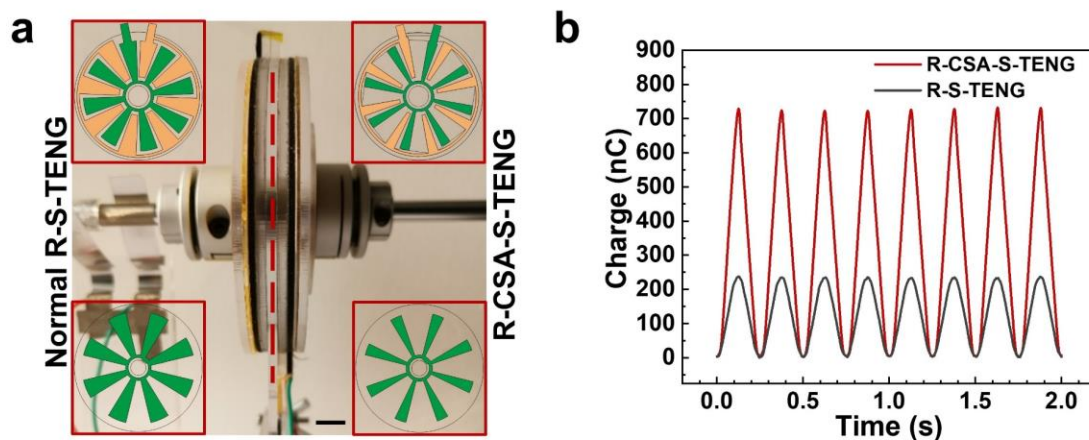 a
Normal R-S-TENG
R-CSA-S-TENG
b
Charge (nC)
900
800
700
600
500
400
300
200
100
0
R-CSA-S-TENG
R-S-TENG
0.0 0.5 1.0 1.5 2.0
Time (s)